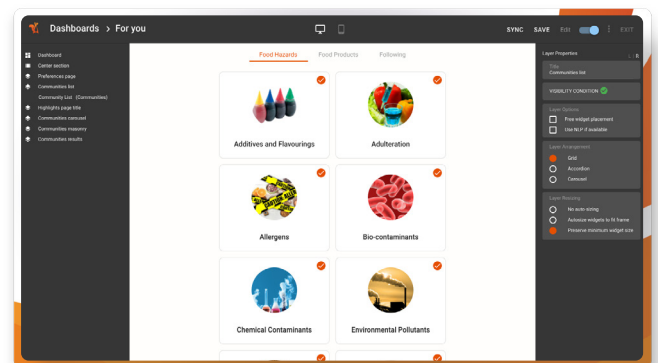 Dashboards > For you
SYNC SAVE Edit EXIT
Dashboard
Center section
Preferences page
Communities list
Community List (Communities)
Highlights page title
Communities carousel
Communities masonry
Communities results
Food Hazards Food Products Following
Additives and Flavourings
Adulteration
Allergens
Bio-contaminants
Chemical Contaminants
Environmental Pollutants
Layer Properties
Title
Communities list
VISIBILITY CONDITION
Layer Options
Free widget placement
Use NLP if available
Layer Arrangement
Grid
Accordion
Carousel
Layer Resizing
No auto-sizing
Autosize widgets to fit frame
Preserve minimum widget size